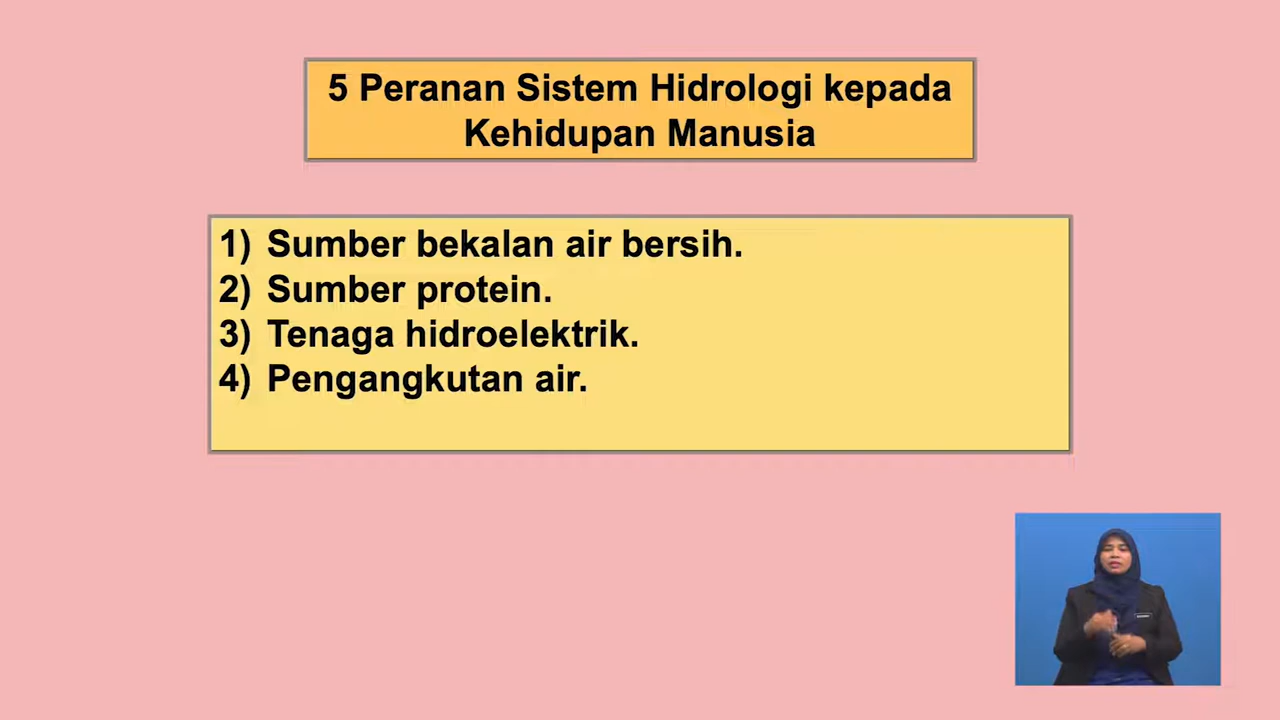 5 Peranan Sistem Hidrologi kepada
Kehidupan Manusia
1) Sumber bekalan air bersih.
2) Sumber protein.
3) Tenaga hidroelektrik.
4) Pengangkutan air.